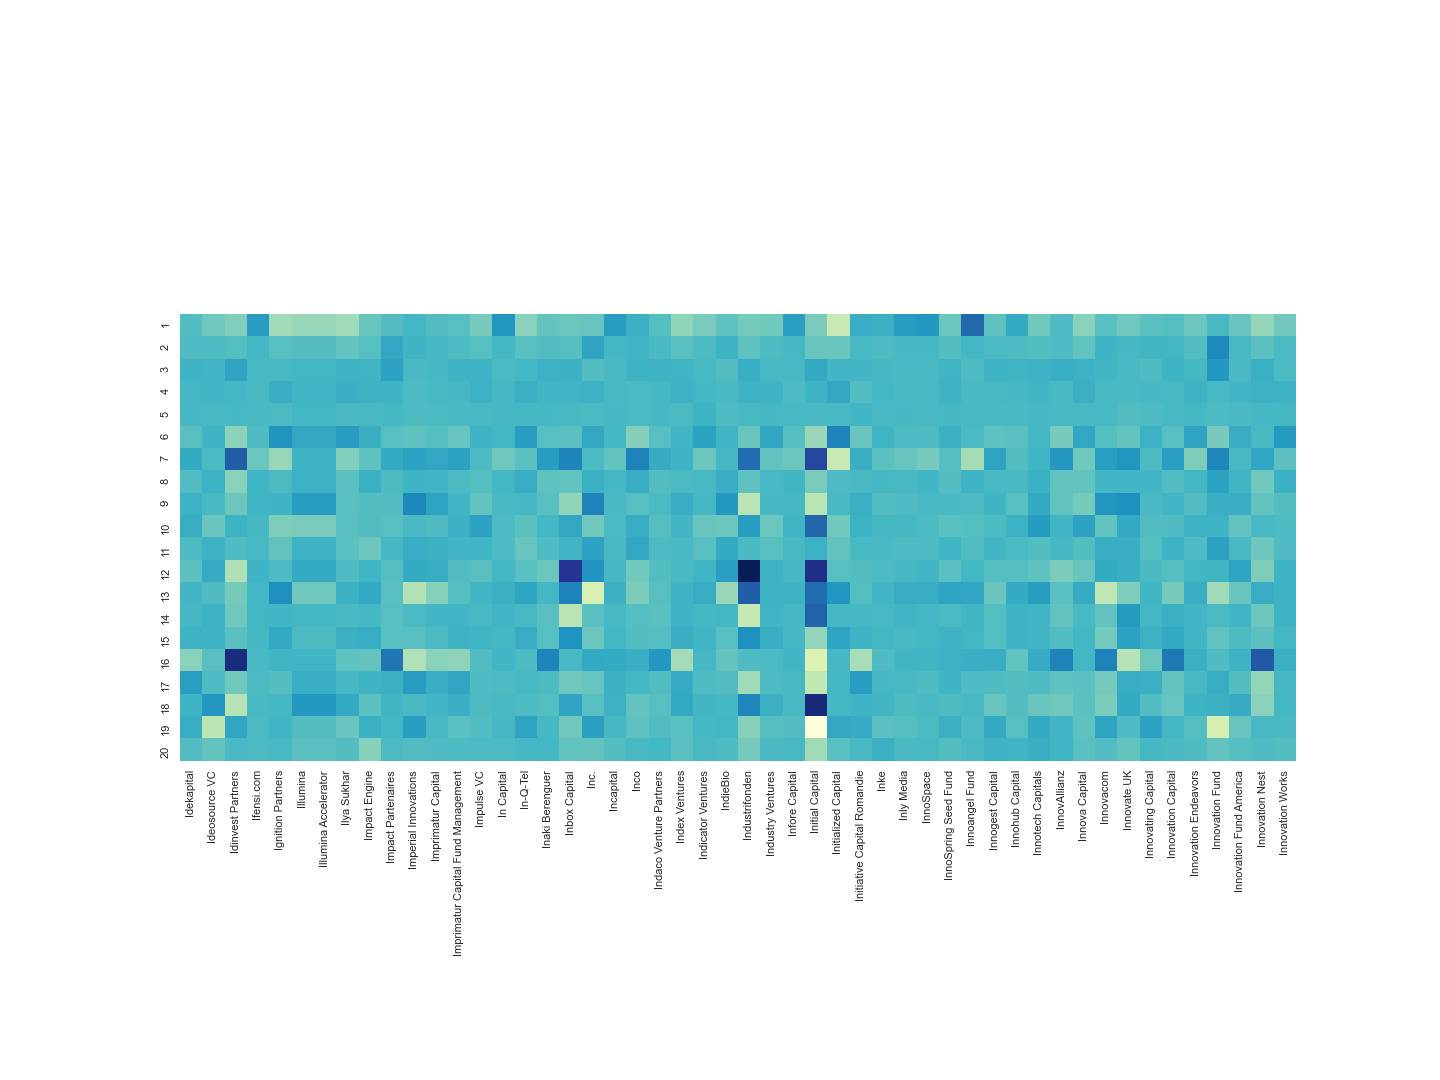 1
2
3
4
5
6
7
8
9
10
11
12
13
14
15
16
17
18
19
20
Idekapital
Ideosource VC
Idinvest Partners
Ifensi.com
Ignition Partners
Illumina
Illumina Accelerator
Ilya Sukhar
Impact Engine
Impact Partenaires
Imperial Innovations
Imprimatur Capital
Imprimatur Capital Fund Management
Impulse VC
In Capital
In-Q-Tel
Inaki Berenguer
Inbox Capital
Inc.
Incapital
Inco
Indaco Venture Partners
Index Ventures
Indicator Ventures
IndieBio
Industrifonden
Industry Ventures
Infore Capital
Initial Capital
Initialized Capital
Initiative Capital Romandie
Inke
Inly Media
InnoSpace
InnoSpring Seed Fund
Innoangel Fund
Innogest Capital
Innohub Capital
Innotech Capitals
InnovAllianz
Innova Capital
Innovacom
Innovate UK
Innovating Capital
Innovation Capital
Innovation Endeavors
Innovation Fund
Innovation Fund America
Innovation Nest
Innovation Works